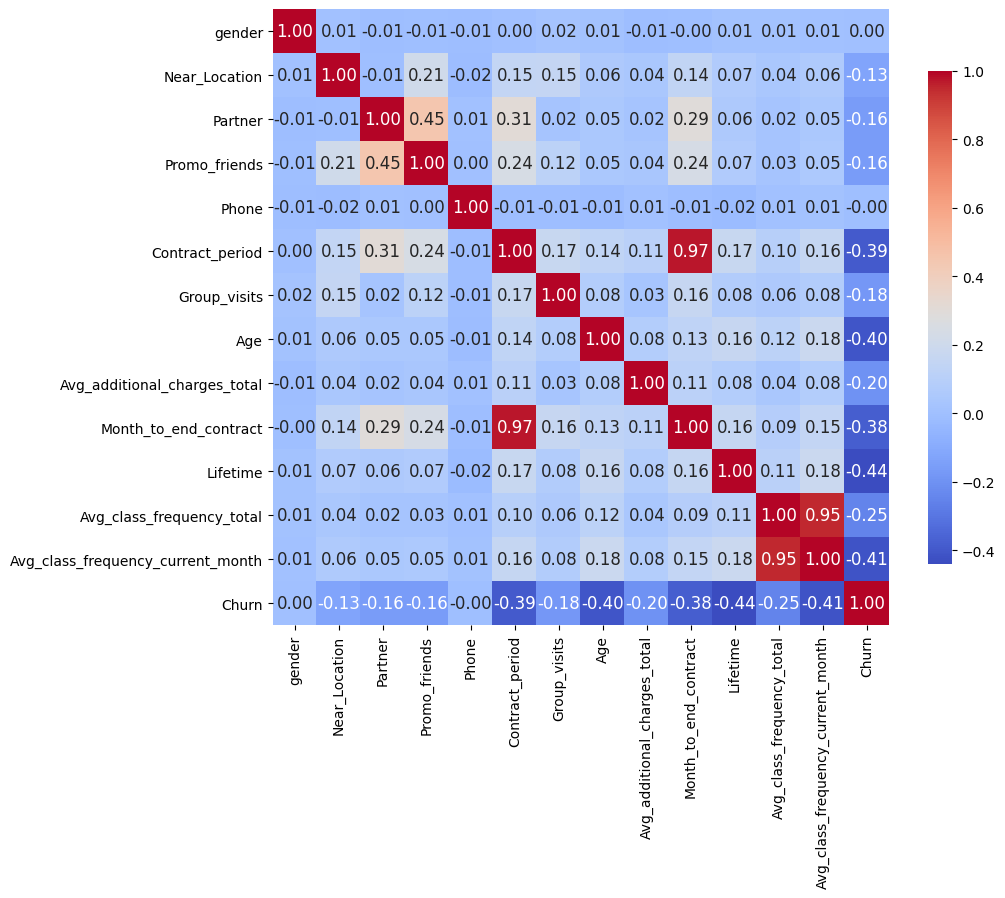 gender 1.00 0.01 -0.01 -0.01 -0.01 0.00 0.02 0.01 -0.01 -0.00 0.01 0.01 0.01 0.00
Near_Location 0.01 1.00 -0.01 0.21 -0.02 0.15 0.15 0.06 0.04 0.14 0.07 0.04 0.06 -0.13
Partner -0.01 -0.01 1.00 0.45 0.01 0.31 0.02 0.05 0.02 0.29 0.06 0.02 0.05 -0.16
Promo_friends -0.01 0.21 0.45 1.00 0.00 0.24 0.12 0.05 0.04 0.24 0.07 0.03 0.05 -0.16
Phone -0.01 -0.02 0.01 0.00 1.00 -0.01 -0.01 -0.01 0.01 -0.01 -0.02 0.01 0.01 -0.00
Contract_period 0.00 0.15 0.31 0.24 -0.01 1.00 0.17 0.14 0.11 0.97 0.17 0.10 0.16 -0.39
Group_visits 0.02 0.15 0.02 0.12 -0.01 0.17 1.00 0.08 0.03 0.16 0.08 0.06 0.08 -0.18
Age 0.01 0.06 0.05 0.05 -0.01 0.14 0.08 1.00 0.08 0.13 0.16 0.12 0.18 -0.40
Avg_additional_charges_total -0.01 0.04 0.02 0.04 0.01 0.11 0.03 0.08 1.00 0.11 0.08 0.04 0.08 -0.20
Month_to_end_contract -0.00 0.14 0.29 0.24 -0.01 0.97 0.16 0.13 0.11 1.00 0.16 0.09 0.15 -0.38
Lifetime 0.01 0.07 0.06 0.07 -0.02 0.17 0.08 0.16 0.08 0.16 1.00 0.11 0.18 -0.44
Avg_class_frequency_total 0.01 0.04 0.02 0.03 0.01 0.10 0.06 0.12 0.04 0.09 0.11 1.00 0.95 -0.25
Avg_class_frequency_current_month 0.01 0.06 0.05 0.05 0.01 0.16 0.08 0.18 0.08 0.15 0.18 0.95 1.00 -0.41
Churn 0.00 -0.13 -0.16 -0.16 -0.00 -0.39 -0.18 -0.40 -0.20 -0.38 -0.44 -0.25 -0.41 1.00
gender
Near_Location
Partner
Promo_friends
Phone
Contract_period
Group_visits
Age
Avg_additional_charges_total
Month_to_end_contract
Lifetime
Avg_class_frequency_total
Avg_class_frequency_current_month
Churn
1.0
0.8
0.6
0.4
0.2
0.0
−0.2
−0.4